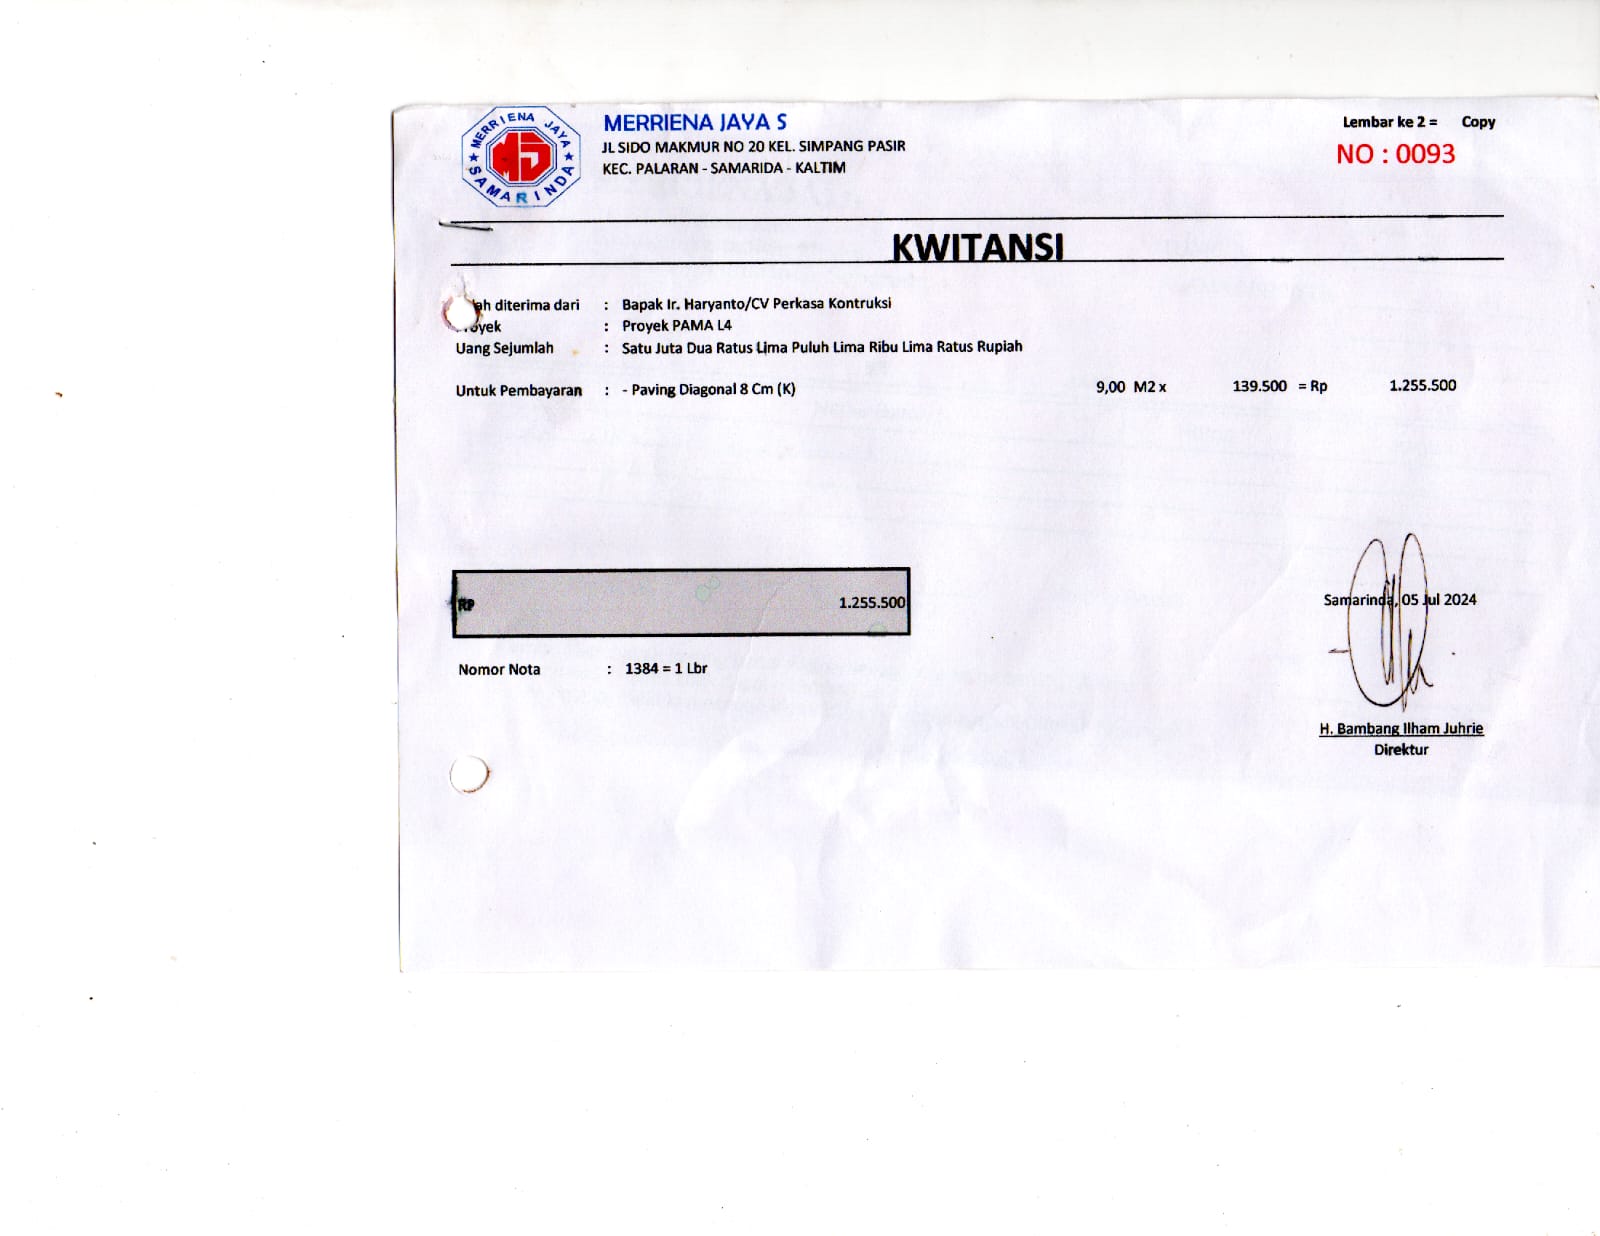 MERRIENA JAYA
SAMARINDA
MJ
MERRIENA JAYA S
JL SIDO MAKMUR NO 20 KEL. SIMPANG PASIR
KEC. PALARAN - SAMARIDA - KALTIM
Lembar ke 2 = Copy
NO : 0093
KWITANSI
diterima dari : Bapak Ir. Haryanto/CV Perkasa Kontruksi
: Proyek PAMA L4
Uang Sejumlah : Satu Juta Dua Ratus Lima Puluh Lima Ribu Lima Ratus Rupiah
Untuk Pembayaran : - Paving Diagonal 8 Cm (K) 9,00 M2 x 139.500 = Rp 1.255.500
RP 1.255.500
Samarinda, 05 Jul 2024
Nomor Nota : 1384 = 1 Lbr
H. Bambang Ilham Juhrie
Direktur